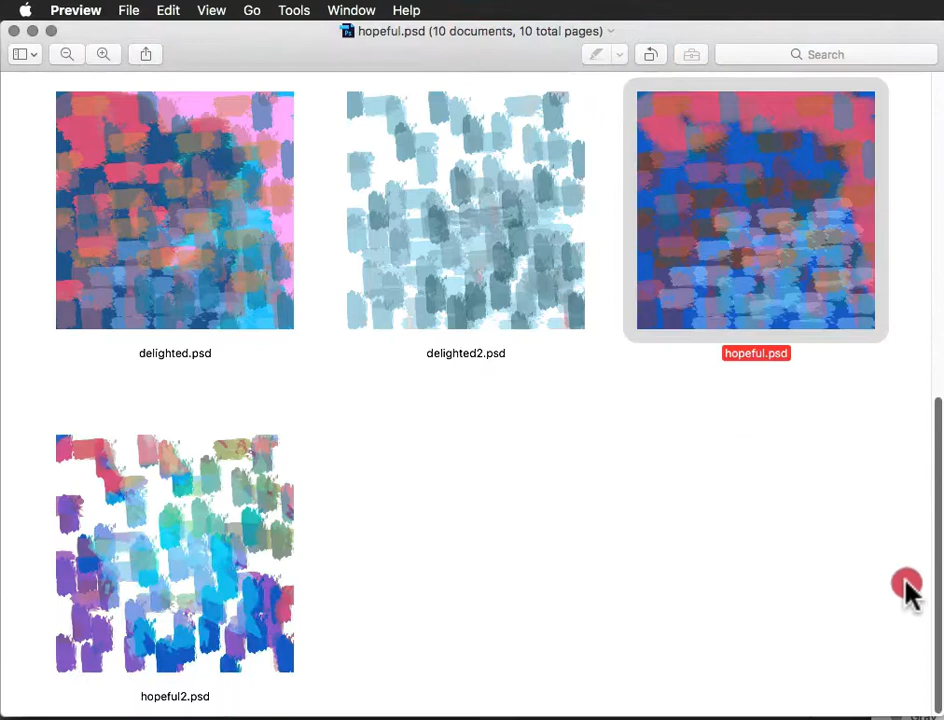 Preview File Edit View Go Tools Window Help
hopeful.psd (10 documents, 10 total pages)
Search
delighted.psd delighted2.psd hopeful.psd
hopeful2.psd